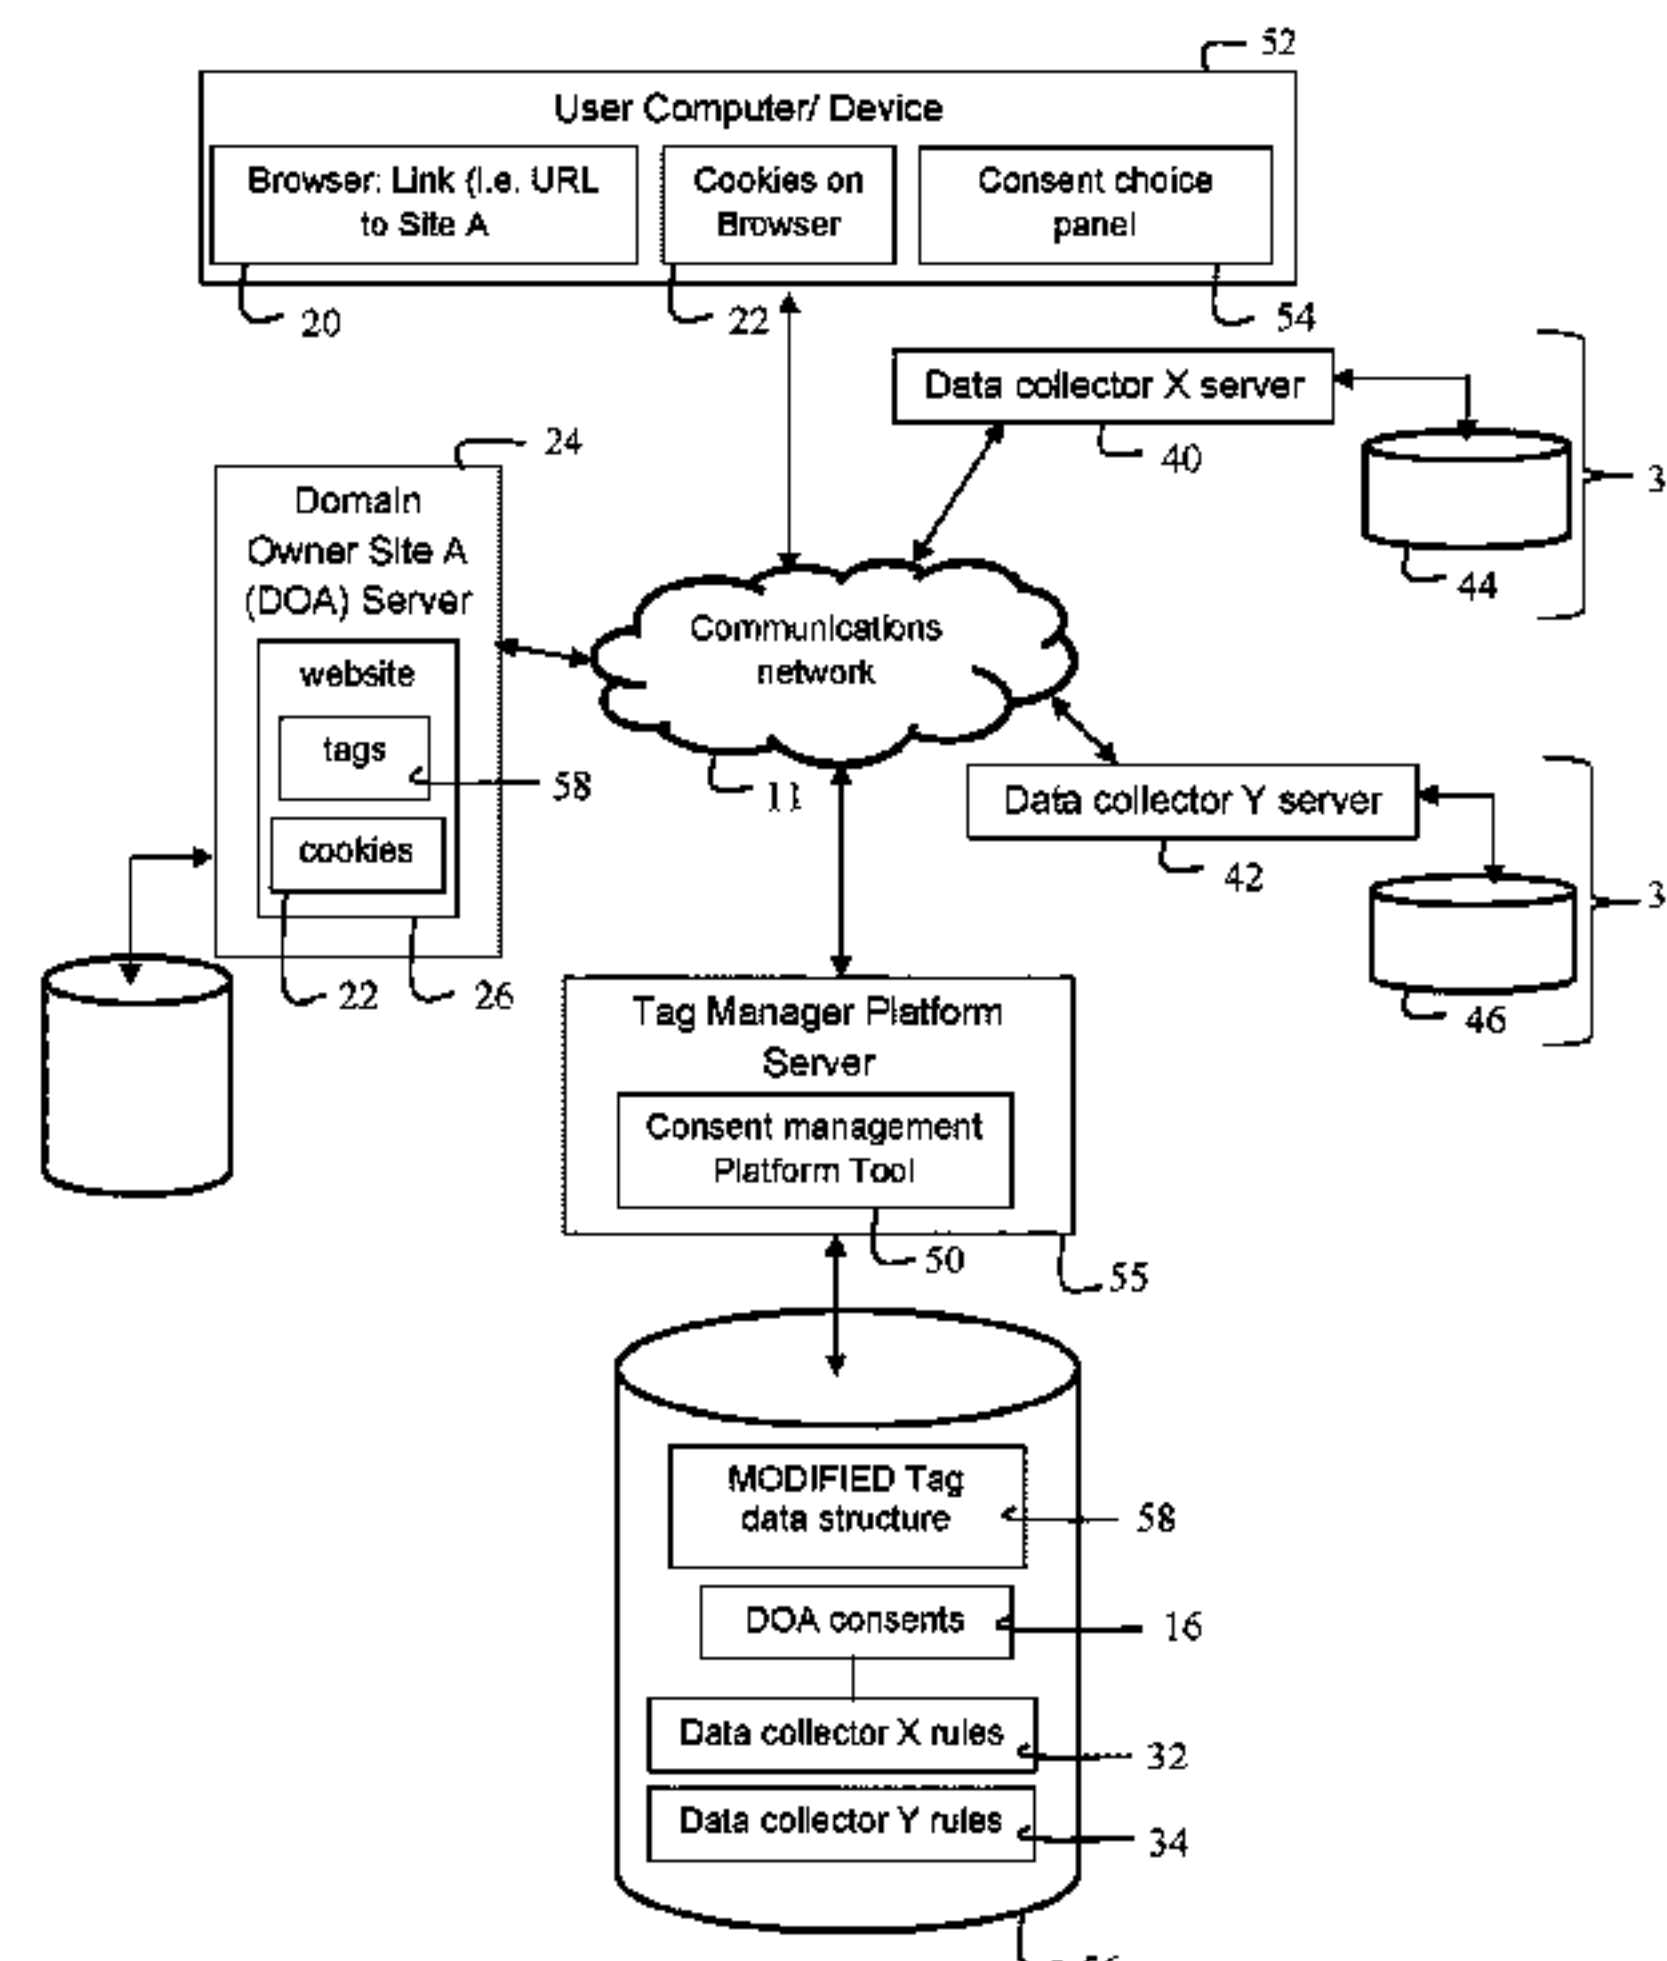 52
User Computer/ Device
Browser: Link (i.e. URL
to Site A
Cookies on
Browser
Consent choice
panel
20
22
54
Data collector X server
40
44
3
24
Domain
Owner Site A
(DOA) Server
website
tags
58
cookies
22
26
Communications
network
11
Data collector Y server
42
46
3
Tag Manager Platform
Server
Consent management
Platform Tool
50
55
MODIFIED Tag
data structure
58
DOA consents
16
Data collector X rules
32
Data collector Y rules
34